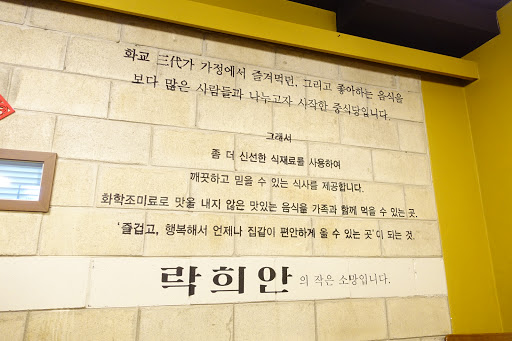 화교 三代가 가정에서 즐겨먹던, 그리고 좋아하는 음식을
보다 많은 사람들과 나누고자 시작한 중식당입니다.
그래서
좀 더 신선한 식재료를 사용하여
깨끗하고 믿을 수 있는 식사를 제공합니다.
화학조미료로 맛을 내지 않은 맛있는 음식을 가족과 함께 먹을 수 있는 곳.
'즐겁고, 행복해서 언제나 집같이 편안하게 올 수 있는 곳'이 되는 것.
락희안 의 작은 소망입니다.